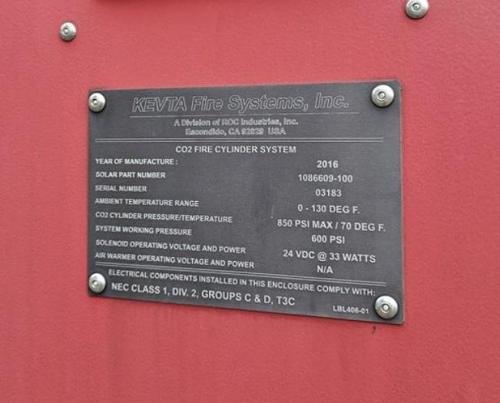 KEVTA Fire Systems, Inc.
A Division of ROC Industries, Inc.
Escondido, CA 92029 USA
CO2 FIRE CYLINDER SYSTEM
YEAR OF MANUFACTURE : 2016
SOLAR PART NUMBER 1086609-100
SERIAL NUMBER 03183
AMBIENT TEMPERATURE RANGE 0 - 130 DEG F.
CO2 CYLINDER PRESSURE/TEMPERATURE 850 PSI MAX / 70 DEG F.
SYSTEM WORKING PRESSURE 600 PSI
SOLENOID OPERATING VOLTAGE AND POWER 24 VDC @ 33 WATTS
AIR WARMER OPERATING VOLTAGE AND POWER N/A
ELECTRICAL COMPONENTS INSTALLED IN THIS ENCLOSURE COMPLY WITH:
NEC CLASS 1, DIV. 2, GROUPS C & D, T3C
LBL406-01